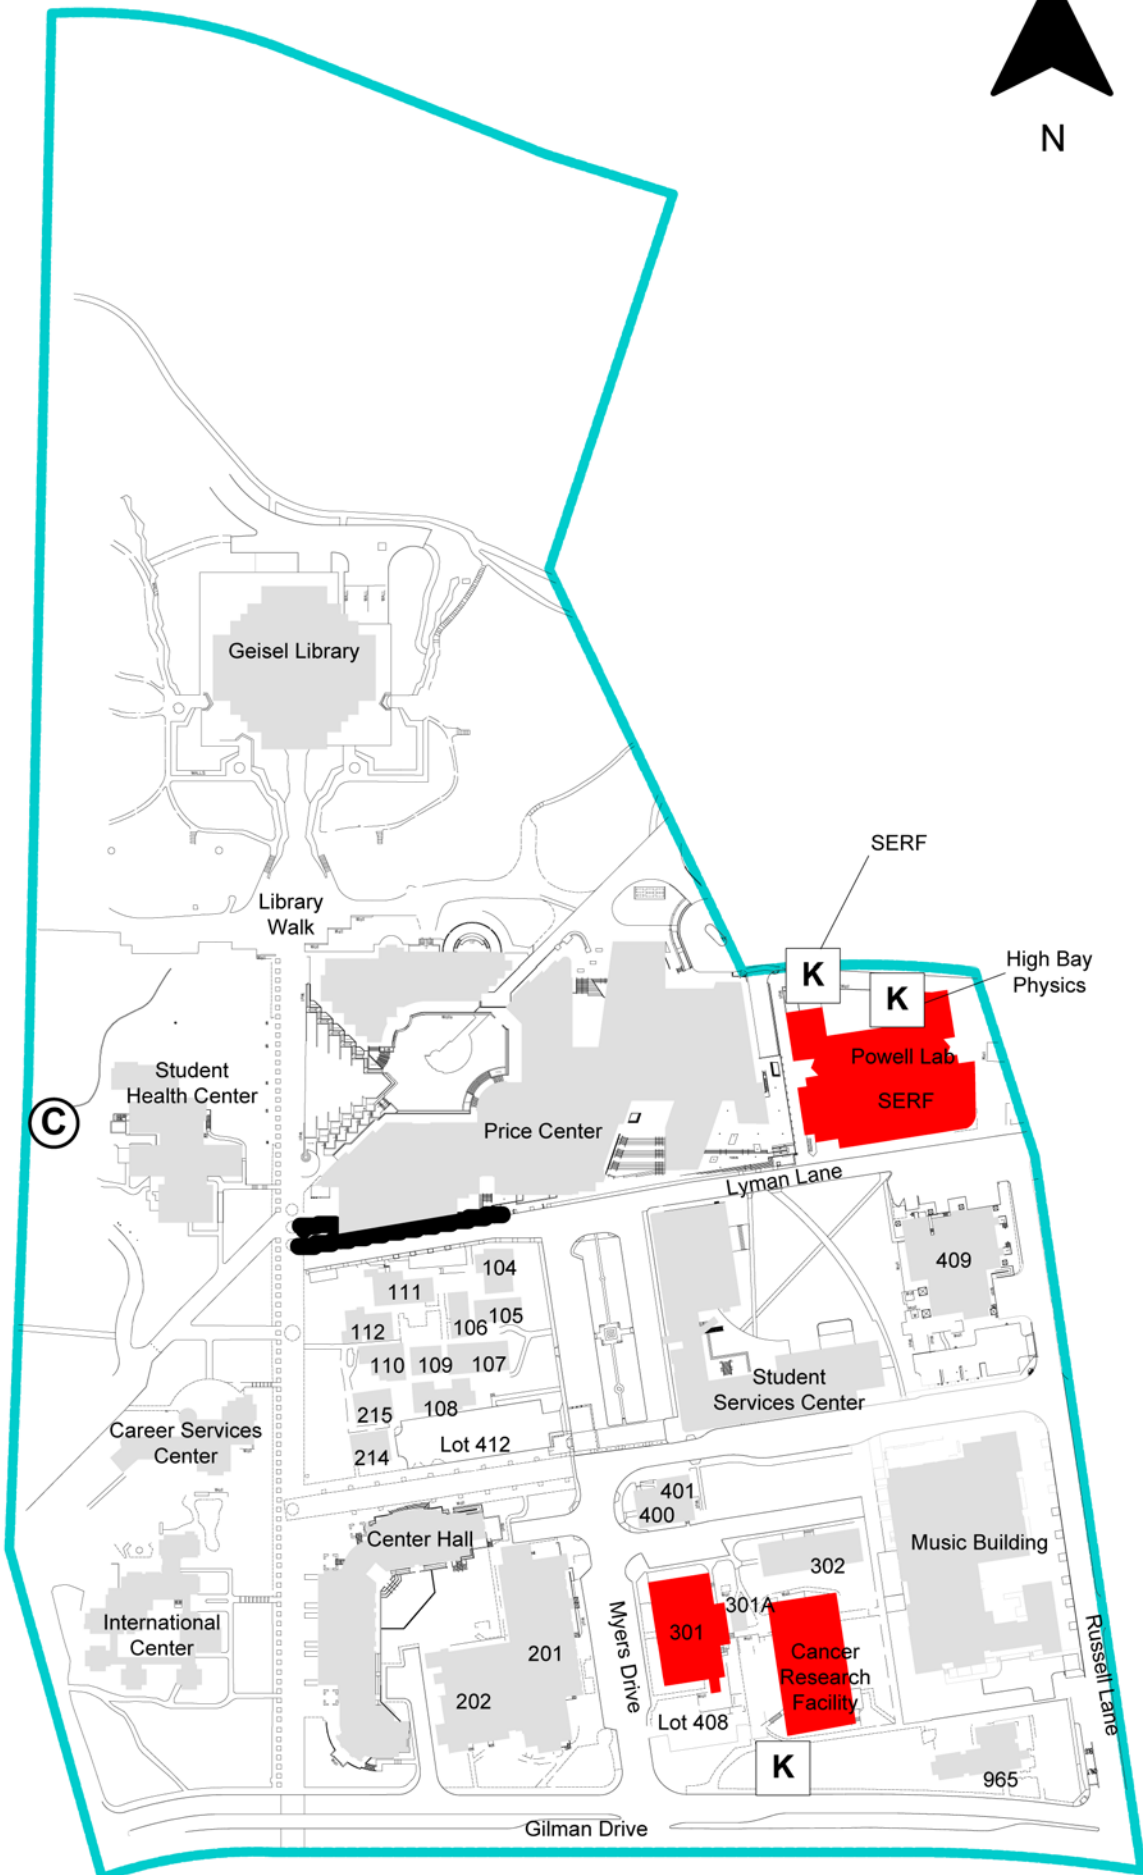 N
Geisel Library
SERF
Library
Walk
K
K
High Bay
Physics
Powell Lab
SERF
Student
Health Center
C
Price Center
Lyman Lane
409
104
111
105
112
106
110
109
107
108
215
Student
Services Center
Career Services
Center
Lot 412
214
401
400
Center Hall
Music Building
302
301A
International
Center
301
Myers Drive
Cancer
Research
Facility
Russell Lane
201
202
Lot 408
K
965
Gilman Drive